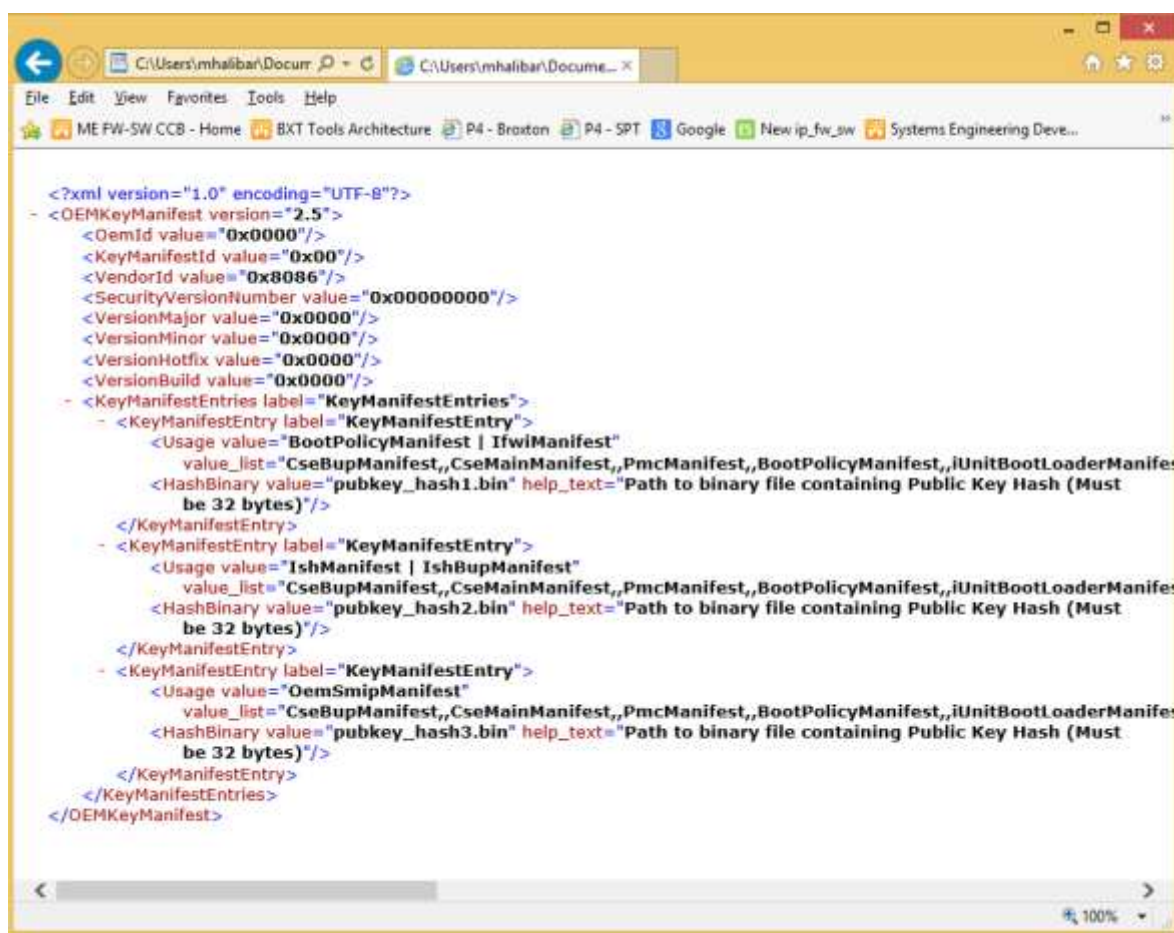 C:\Users\mhalibar\Docum
C:\Users\mhalibar\Docume...
File Edit View Favorites Tools Help
ME FW-SW CCB - Home BXT Tools Architecture P4 - Broxton P4 - SPT Google New ip_fw_sw Systems Engineering Deve...
<?xml version="1.0" encoding="UTF-8"?>
- <OEMKeyManifest version="2.5">
<OemId value="0x0000"/>
<KeyManifestId value="0x00"/>
<VendorId value="0x8086"/>
<SecurityVersionNumber value="0x00000000"/>
<VersionMajor value="0x0000"/>
<VersionMinor value="0x0000"/>
<VersionHotfix value="0x0000"/>
<VersionBuild value="0x0000"/>
- <KeyManifestEntries label="KeyManifestEntries">
- <KeyManifestEntry label="KeyManifestEntry">
<Usage value="BootPolicyManifest | IfwiManifest"
value_list="CseBupManifest,,CseMainManifest,,PmcManifest,,BootPolicyManifest,,iUnitBootLoaderManifes
<HashBinary value="pubkey_hash1.bin" help_text="Path to binary file containing Public Key Hash (Must
be 32 bytes)"/>
</KeyManifestEntry>
- <KeyManifestEntry label="KeyManifestEntry">
<Usage value="IshManifest | IshBupManifest"
value_list="CseBupManifest,,CseMainManifest,,PmcManifest,,BootPolicyManifest,,iUnitBootLoaderManifes
<HashBinary value="pubkey_hash2.bin" help_text="Path to binary file containing Public Key Hash (Must
be 32 bytes)"/>
</KeyManifestEntry>
- <KeyManifestEntry label="KeyManifestEntry">
<Usage value="OemSmipManifest"
value_list="CseBupManifest,,CseMainManifest,,PmcManifest,,BootPolicyManifest,,iUnitBootLoaderManifes
<HashBinary value="pubkey_hash3.bin" help_text="Path to binary file containing Public Key Hash (Must
be 32 bytes)"/>
</KeyManifestEntry>
</KeyManifestEntries>
</OEMKeyManifest>
100%